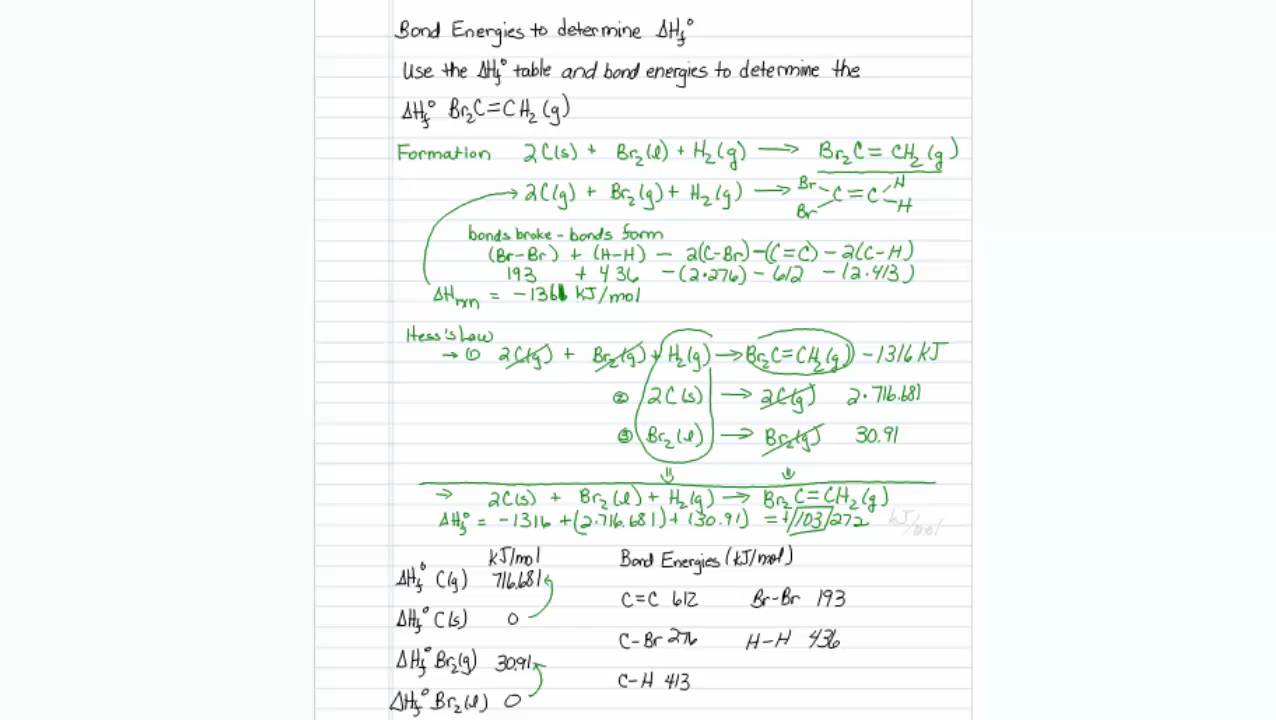 Bond Energies to determine ΔHf°
Use the ΔHf° table and bond energies to determine the
ΔHf° Br₂C=CH₂(g)
Formation 2C(s) + Br₂(l) + H₂(g) → Br₂C=CH₂(g)
2C(g) + Br₂(g) + H₂(g) → Br Br C=C H H
bonds broke - bonds form
(Br-Br) + (H-H) - 2(C-Br) - (C=C) - 2(C-H)
193 + 436 - (2·276) - 612 - (2·413)
ΔHrxn = -1361 kJ/mol
Hess's Law
→ ① 2C(g) + Br₂(g) + H₂(g) → Br₂C=CH₂(g) -1316 kJ
② 2C(s) → 2C(g) 2·716.681
③ Br₂(l) → Br₂(g) 30.91
⇓ ⇓
→ 2C(s) + Br₂(l) + H₂(g) → Br₂C=CH₂(g)
ΔHf° = -1316 + (2·716.681) + (30.91) = +103/272 kJ/mol
kJ/mol
ΔHf° C(g) 716.681
ΔHf° C(s) 0
ΔHf° Br₂(g) 30.91
ΔHf° Br₂(l) 0
Bond Energies (kJ/mol)
C=C 612 Br-Br 193
C-Br 276 H-H 436
C-H 413